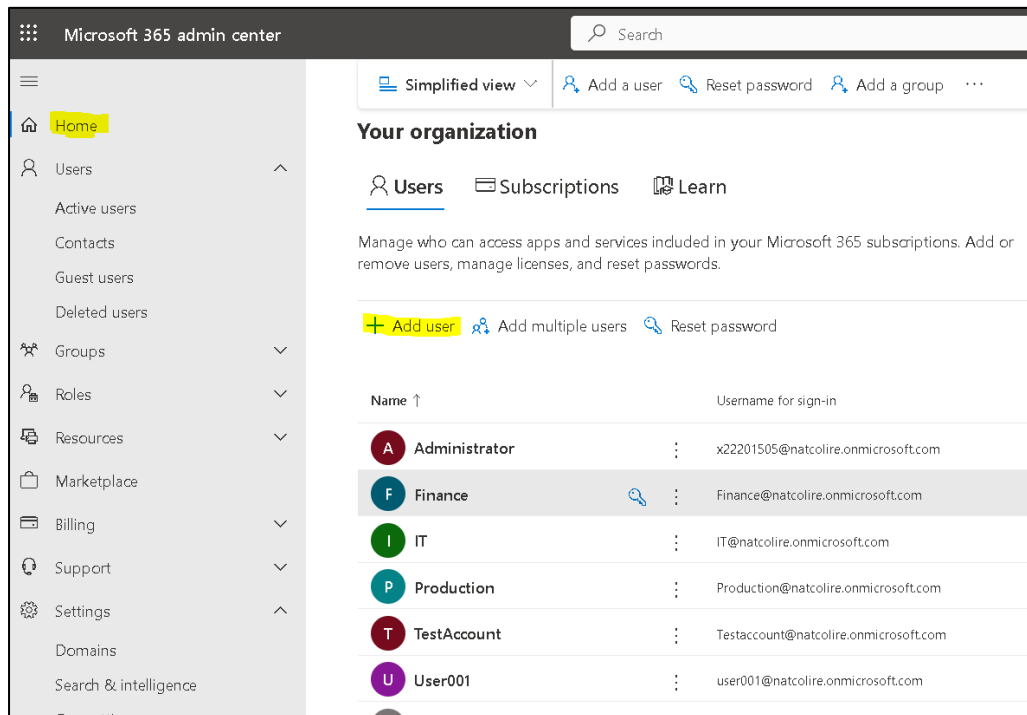 Microsoft 365 admin center
Search
Simplified view
Add a user
Reset password
Add a group
Home
Your organization
Users
Users
Subscriptions
Learn
Active users
Contacts
Manage who can access apps and services included in your Microsoft 365 subscriptions. Add or
remove users, manage licenses, and reset passwords.
Guest users
Deleted users
+ Add user
Add multiple users
Reset password
Groups
Roles
Name ↑
Username for sign-in
Resources
A Administrator
x22201505@natcolire.onmicrosoft.com
Marketplace
F Finance
Finance@natcolire.onmicrosoft.com
Billing
I IT
IT@natcolire.onmicrosoft.com
Support
P Production
Production@natcolire.onmicrosoft.com
Settings
T TestAccount
Testaccount@natcolire.onmicrosoft.com
Domains
Search & intelligence
U User001
user001@natcolire.onmicrosoft.com